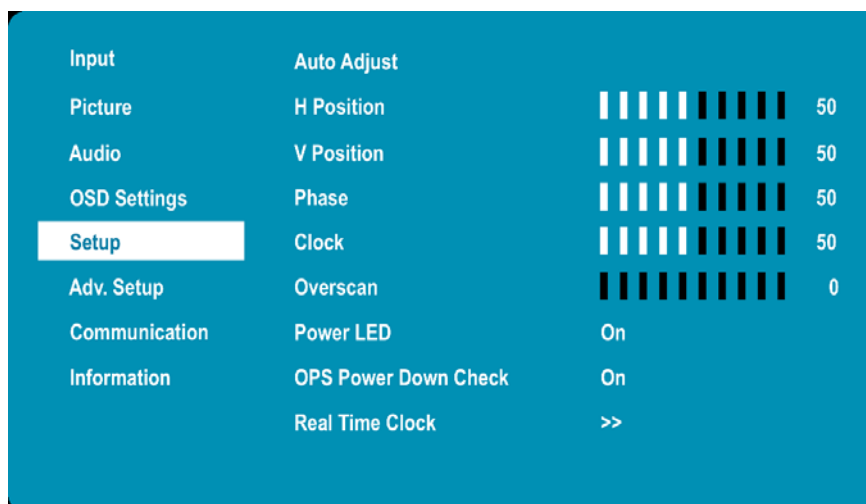 Input
Picture
Audio
OSD Settings
Setup
Adv. Setup
Communication
Information
Auto Adjust
H Position 50
V Position 50
Phase 50
Clock 50
Overscan 0
Power LED On
OPS Power Down Check On
Real Time Clock >>